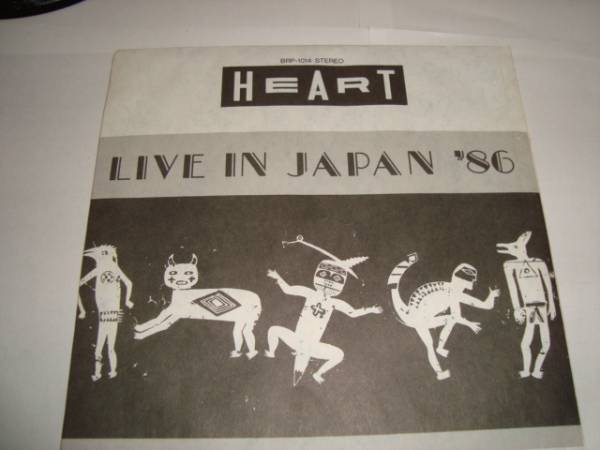 BRP-1014 STEREO
HEART
LIVE IN JAPAN '86